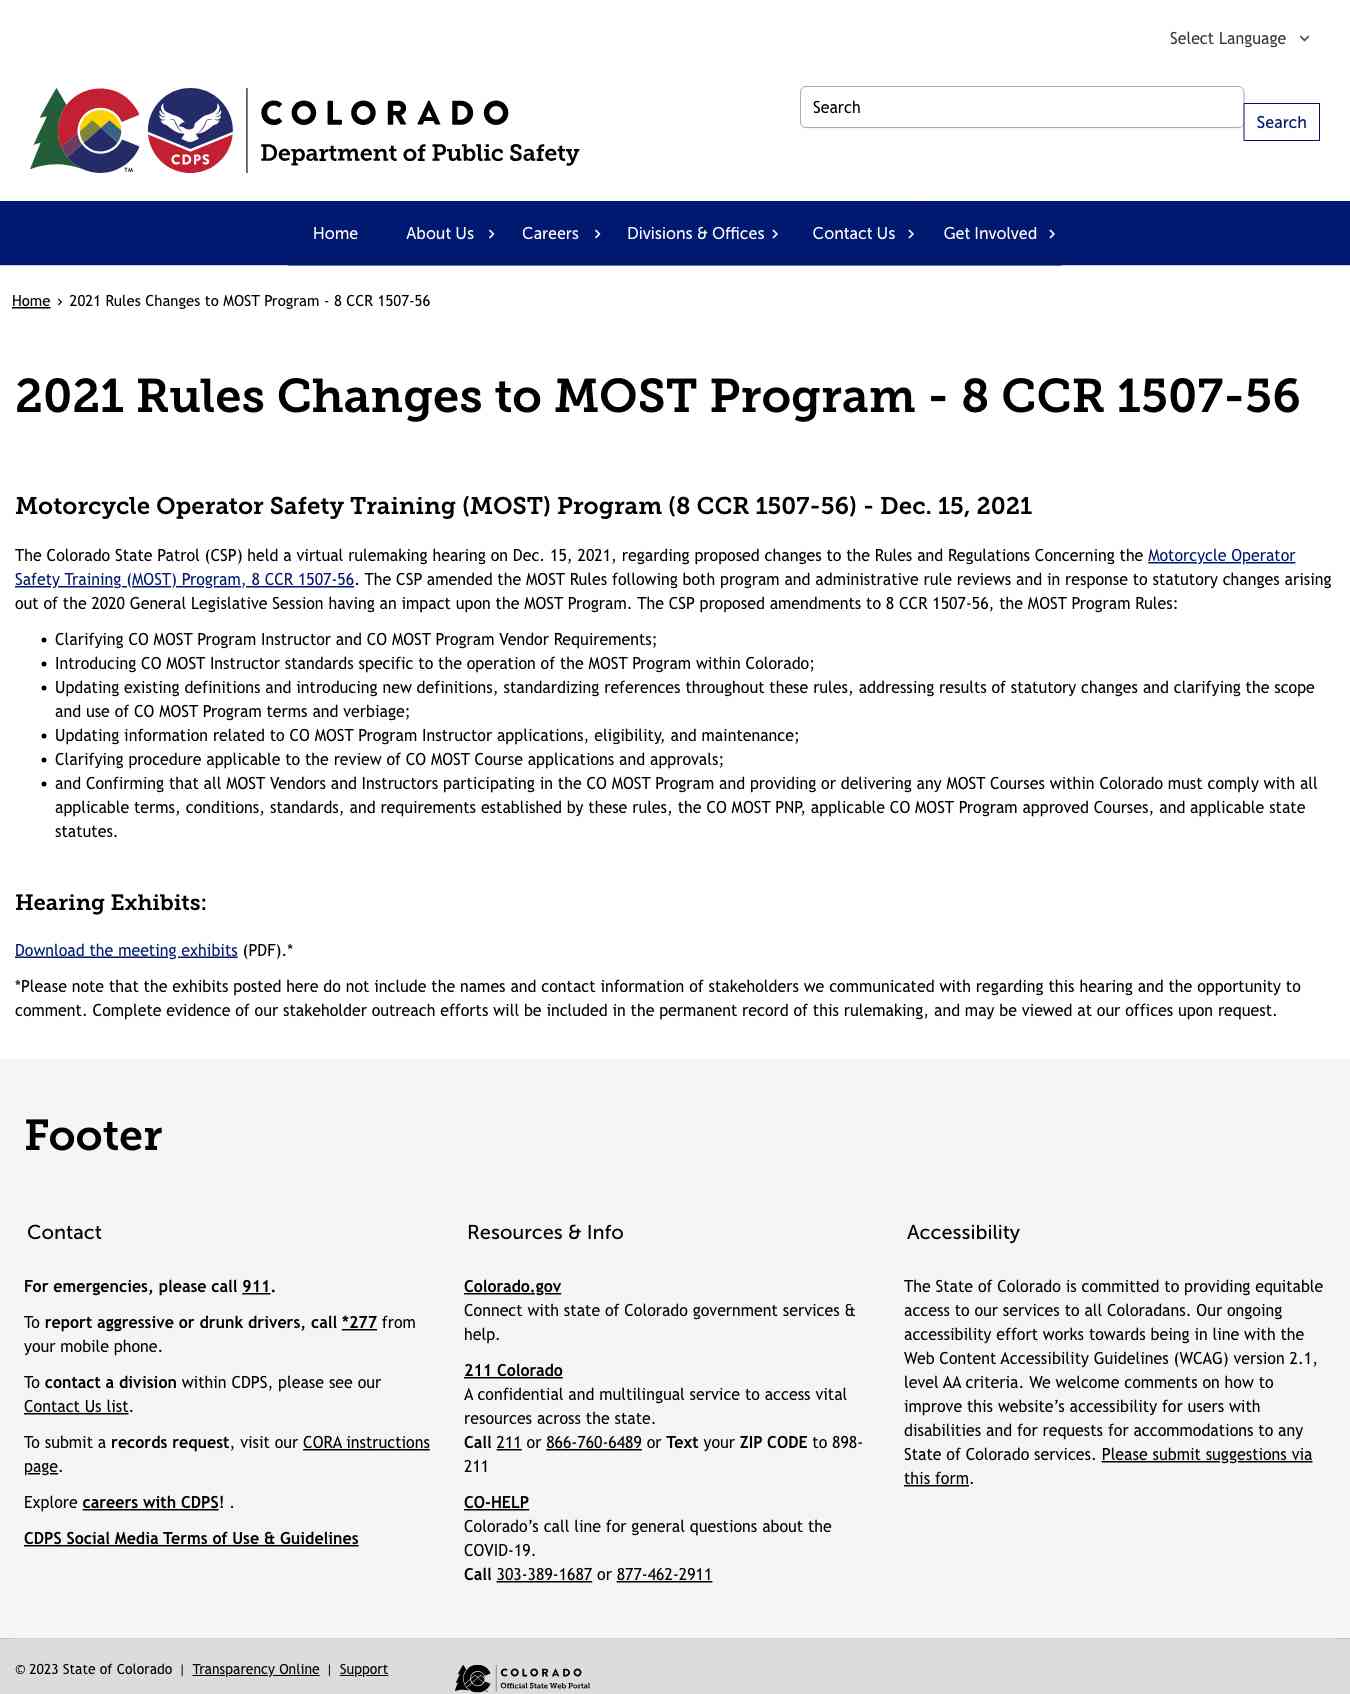 Select Language
CDPS
TM
COLORADO
Department of Public Safety
Search
Search
Home
About Us
Careers
Divisions & Offices
Contact Us
Get Involved
Home › 2021 Rules Changes to MOST Program - 8 CCR 1507-56
2021 Rules Changes to MOST Program - 8 CCR 1507-56
Motorcycle Operator Safety Training (MOST) Program (8 CCR 1507-56) - Dec. 15, 2021
The Colorado State Patrol (CSP) held a virtual rulemaking hearing on Dec. 15, 2021, regarding proposed changes to the Rules and Regulations Concerning the Motorcycle Operator
Safety Training (MOST) Program, 8 CCR 1507-56. The CSP amended the MOST Rules following both program and administrative rule reviews and in response to statutory changes arising
out of the 2020 General Legislative Session having an impact upon the MOST Program. The CSP proposed amendments to 8 CCR 1507-56, the MOST Program Rules:
• Clarifying CO MOST Program Instructor and CO MOST Program Vendor Requirements;
• Introducing CO MOST Instructor standards specific to the operation of the MOST Program within Colorado;
• Updating existing definitions and introducing new definitions, standardizing references throughout these rules, addressing results of statutory changes and clarifying the scope
and use of CO MOST Program terms and verbiage;
• Updating information related to CO MOST Program Instructor applications, eligibility, and maintenance;
• Clarifying procedure applicable to the review of CO MOST Course applications and approvals;
• and Confirming that all MOST Vendors and Instructors participating in the CO MOST Program and providing or delivering any MOST Courses within Colorado must comply with all
applicable terms, conditions, standards, and requirements established by these rules, the CO MOST PNP, applicable CO MOST Program approved Courses, and applicable state
statutes.
Hearing Exhibits:
Download the meeting exhibits (PDF).*
*Please note that the exhibits posted here do not include the names and contact information of stakeholders we communicated with regarding this hearing and the opportunity to
comment. Complete evidence of our stakeholder outreach efforts will be included in the permanent record of this rulemaking, and may be viewed at our offices upon request.
Footer
Contact
For emergencies, please call 911.
To report aggressive or drunk drivers, call *277 from
your mobile phone.
To contact a division within CDPS, please see our
Contact Us list.
To submit a records request, visit our CORA instructions
page.
Explore careers with CDPS! .
CDPS Social Media Terms of Use & Guidelines
Resources & Info
Colorado.gov
Connect with state of Colorado government services &
help.
211 Colorado
A confidential and multilingual service to access vital
resources across the state.
Call 211 or 866-760-6489 or Text your ZIP CODE to 898-
211
CO-HELP
Colorado's call line for general questions about the
COVID-19.
Call 303-389-1687 or 877-462-2911
Accessibility
The State of Colorado is committed to providing equitable
access to our services to all Coloradans. Our ongoing
accessibility effort works towards being in line with the
Web Content Accessibility Guidelines (WCAG) version 2.1,
level AA criteria. We welcome comments on how to
improve this website's accessibility for users with
disabilities and for requests for accommodations to any
State of Colorado services. Please submit suggestions via
this form.
© 2023 State of Colorado | Transparency Online | Support
COLORADO
Official State Web Portal